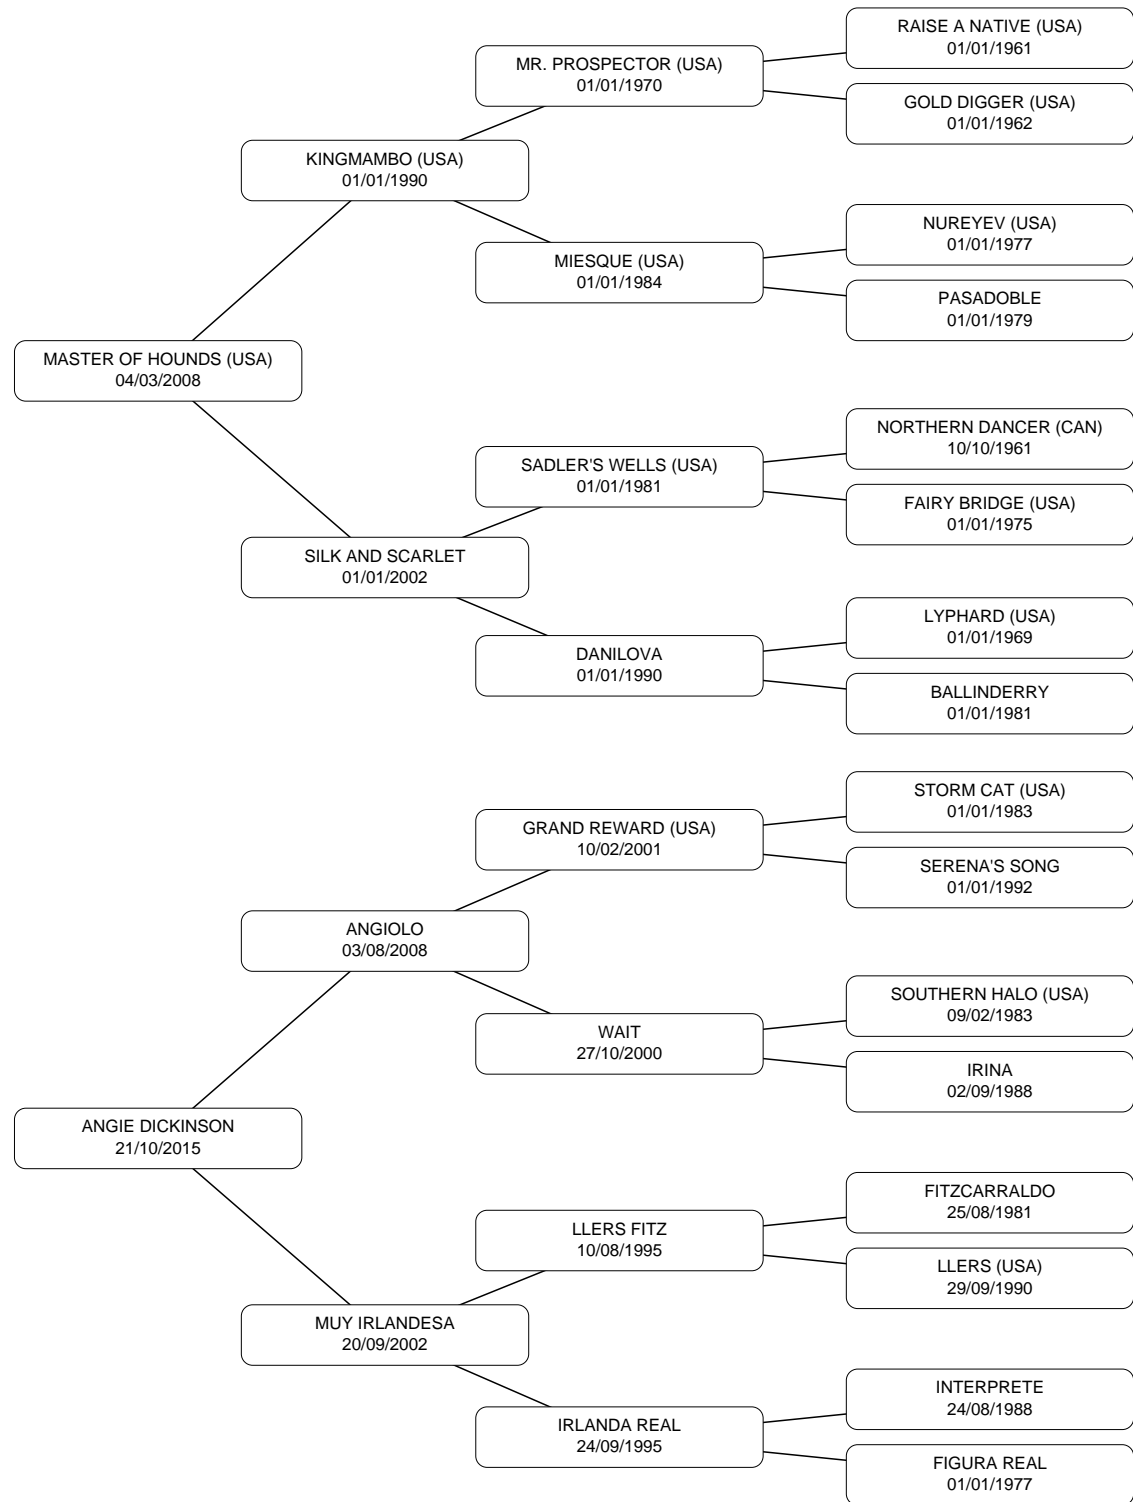 RAISE A NATIVE (USA)
01/01/1961
MR. PROSPECTOR (USA)
01/01/1970
GOLD DIGGER (USA)
01/01/1962
KINGMAMBO (USA)
01/01/1990
NUREYEV (USA)
01/01/1977
MIESQUE (USA)
01/01/1984
PASADOBLE
01/01/1979
MASTER OF HOUNDS (USA)
04/03/2008
NORTHERN DANCER (CAN)
10/10/1961
SADLER'S WELLS (USA)
01/01/1981
FAIRY BRIDGE (USA)
01/01/1975
SILK AND SCARLET
01/01/2002
LYPHARD (USA)
01/01/1969
DANILOVA
01/01/1990
BALLINDERRY
01/01/1981
STORM CAT (USA)
01/01/1983
GRAND REWARD (USA)
10/02/2001
SERENA'S SONG
01/01/1992
ANGIOLO
03/08/2008
SOUTHERN HALO (USA)
09/02/1983
WAIT
27/10/2000
IRINA
02/09/1988
ANGIE DICKINSON
21/10/2015
FITZCARRALDO
25/08/1981
LLERS FITZ
10/08/1995
LLERS (USA)
29/09/1990
MUY IRLANDESA
20/09/2002
INTERPRETE
24/08/1988
IRLANDA REAL
24/09/1995
FIGURA REAL
01/01/1977